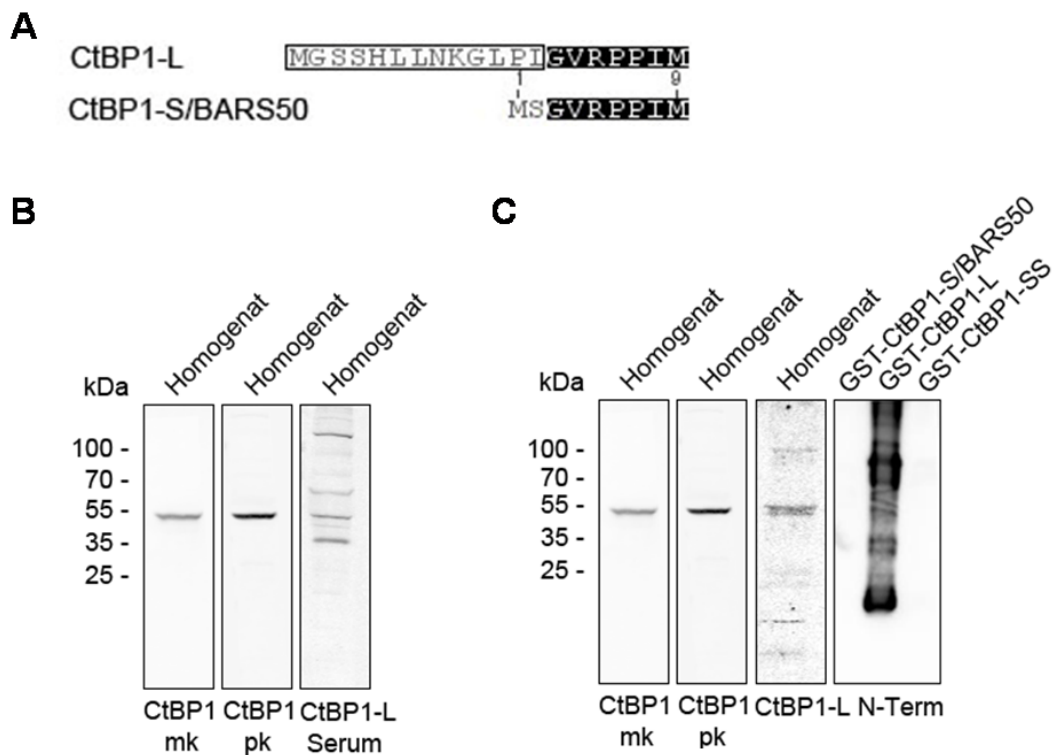 A
CtBP1-L MGSSHLLNKGLPIGVRPPIM
1 9
CtBP1-S/BARS50 MSGVRPPIM
B
Homogenat Homogenat Homogenat
kDa
100 -
70 -
55 -
35 -
25 -
CtBP1 mk
CtBP1 pk
CtBP1-L Serum
C
Homogenat Homogenat Homogenat GST-CtBP1-S/BARS50 GST-CtBP1-L GST-CtBP1-SS
kDa
100 -
70 -
55 -
35 -
25 -
CtBP1 mk
CtBP1 pk
CtBP1-L N-Term